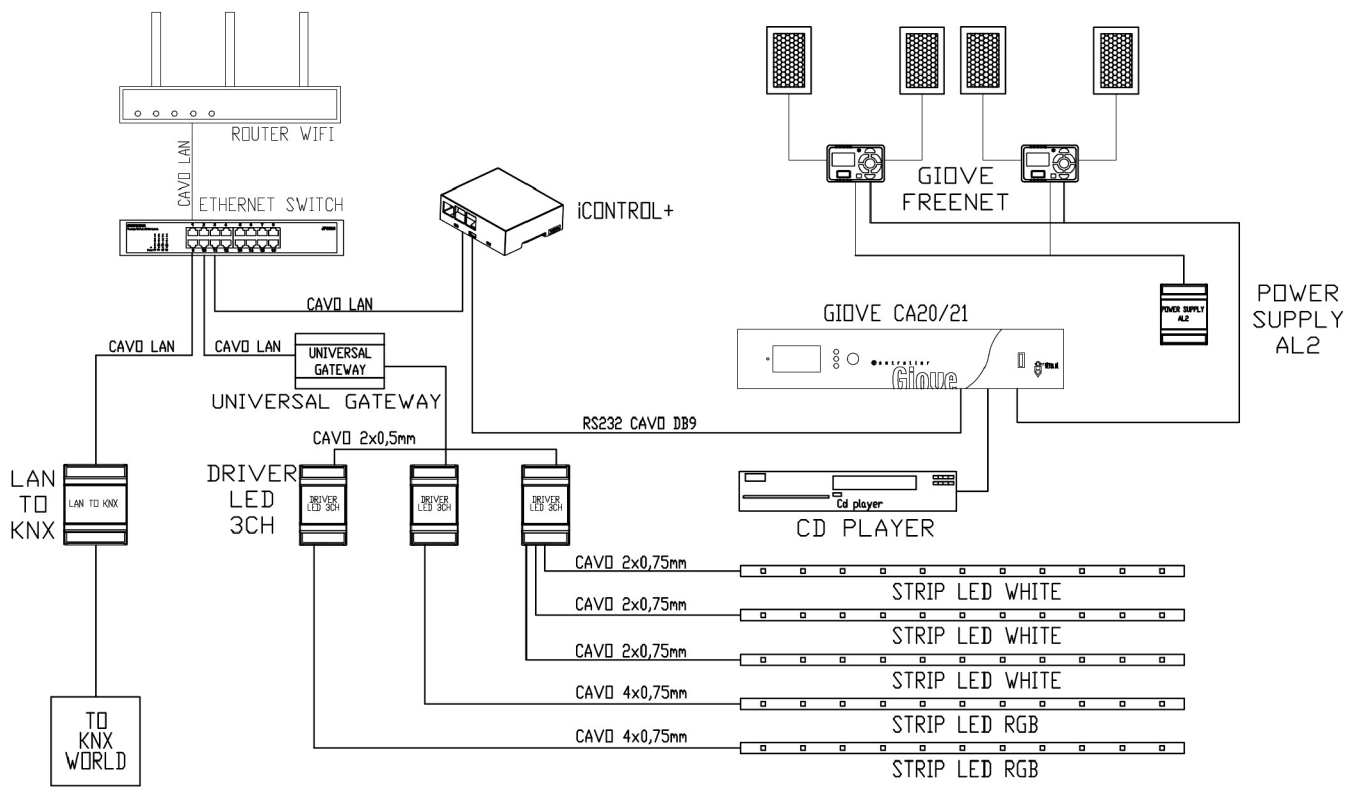 ROUTER WIFI
CAVO LAN
ETHERNET SWITCH
iCONTROL+
GIOVE
FREENET
CAVO LAN
GIOVE CA20/21
POWER SUPPLY
AL2
POWER
SUPPLY
AL2
CAVO LAN
CAVO LAN
UNIVERSAL
GATEWAY
UNIVERSAL GATEWAY
Controller
Giove
RS232 CAVO DB9
CAVO 2x0,5mm
LAN
TO
KNX
LAN TO KNX
DRIVER
LED
3CH
DRIVER
LED 3CH
DRIVER
LED 3CH
DRIVER
LED 3CH
Cd player
CD PLAYER
CAVO 2x0,75mm
STRIP LED WHITE
CAVO 2x0,75mm
STRIP LED WHITE
CAVO 2x0,75mm
STRIP LED WHITE
CAVO 4x0,75mm
STRIP LED RGB
CAVO 4x0,75mm
STRIP LED RGB
TO
KNX
WORLD